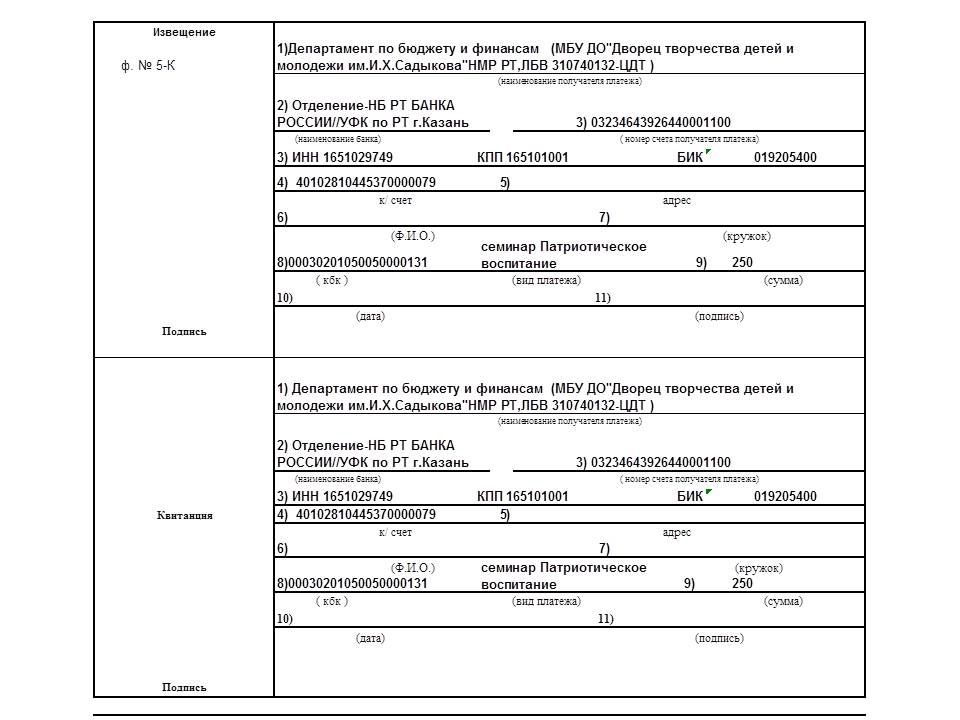 Извещение
ф. № 5-К
1)Департамент по бюджету и финансам (МБУ ДО"Дворец творчества детей и
молодежи им.И.Х.Садыкова"НМР РТ,ЛБВ 310740132-ЦДТ )
(наименование получателя платежа)
2) Отделение-НБ РТ БАНКА
РОССИИ//УФК по РТ г.Казань 3) 03234643926440001100
(наименование банка) ( номер счета получателя платежа)
3) ИНН 1651029749 КПП 165101001 БИК 019205400
4) 40102810445370000079 5)
к/ счет адрес
6) 7)
(Ф.И.О.) (кружок)
семинар Патриотическое
8)00030201050050000131 воспитание 9) 250
( кбк ) (вид платежа) (сумма)
10) 11)
(дата) (подпись)
Подпись
1) Департамент по бюджету и финансам (МБУ ДО"Дворец творчества детей и
молодежи им.И.Х.Садыкова"НМР РТ,ЛБВ 310740132-ЦДТ )
(наименование получателя платежа)
2) Отделение-НБ РТ БАНКА
РОССИИ//УФК по РТ г.Казань 3) 03234643926440001100
(наименование банка) ( номер счета получателя платежа)
3) ИНН 1651029749 КПП 165101001 БИК 019205400
Квитанция
4) 40102810445370000079 5)
к/ счет адрес
6) 7)
(Ф.И.О.) семинар Патриотическое (кружок)
8)00030201050050000131 воспитание 9) 250
( кбк ) (вид платежа) (сумма)
10) 11)
(дата) (подпись)
Подпись